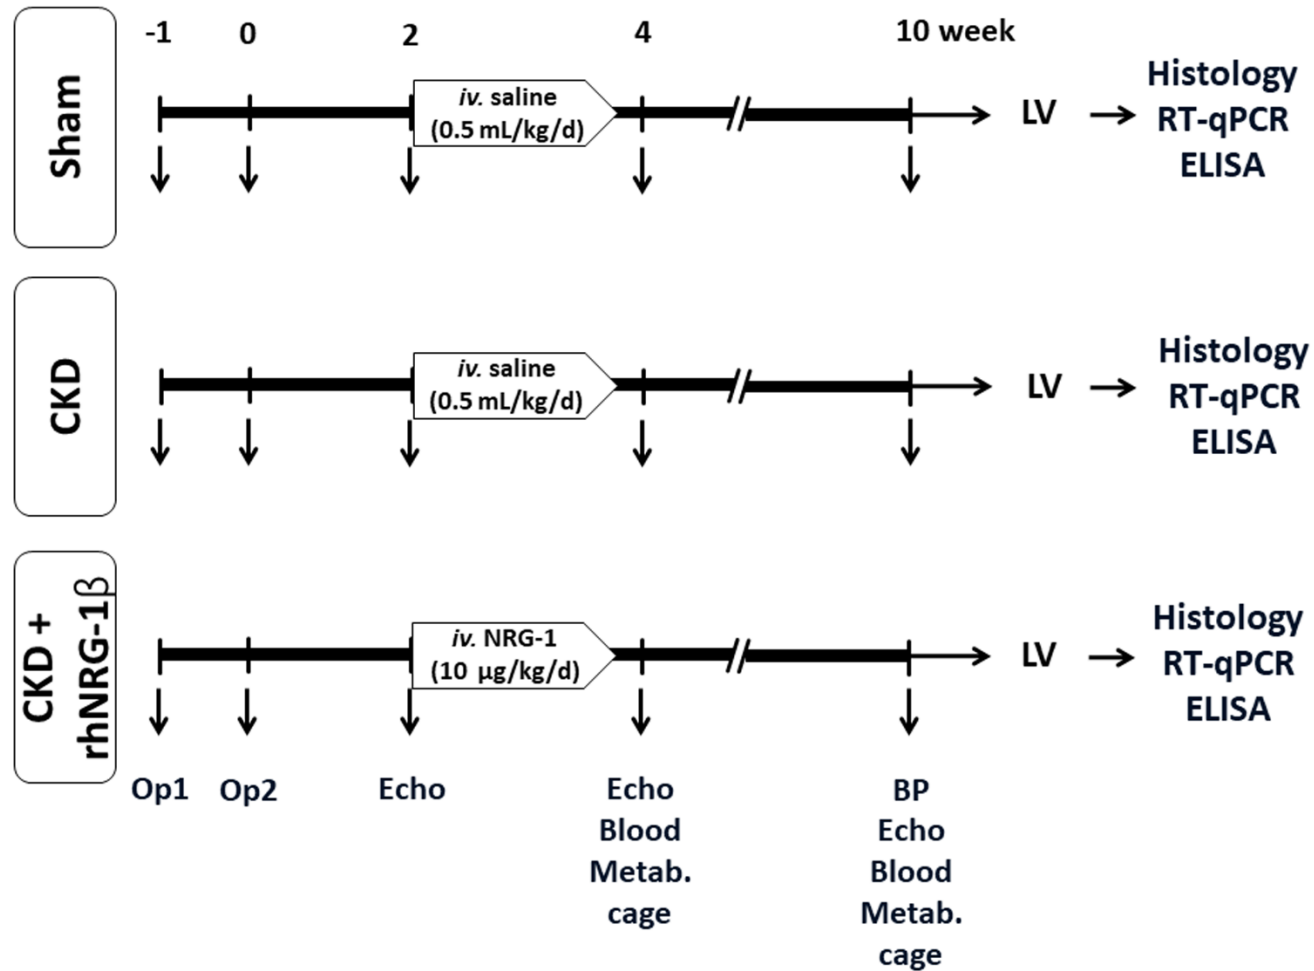 -1 0 2 4 10 week
Sham
iv. saline
(0.5 mL/kg/d)
LV
Histology
RT-qPCR
ELISA
CKD
iv. saline
(0.5 mL/kg/d)
LV
Histology
RT-qPCR
ELISA
CKD +
rhNRG-1β
iv. NRG-1
(10 µg/kg/d)
LV
Histology
RT-qPCR
ELISA
Op1
Op2
Echo
Echo
Blood
Metab.
cage
BP
Echo
Blood
Metab.
cage